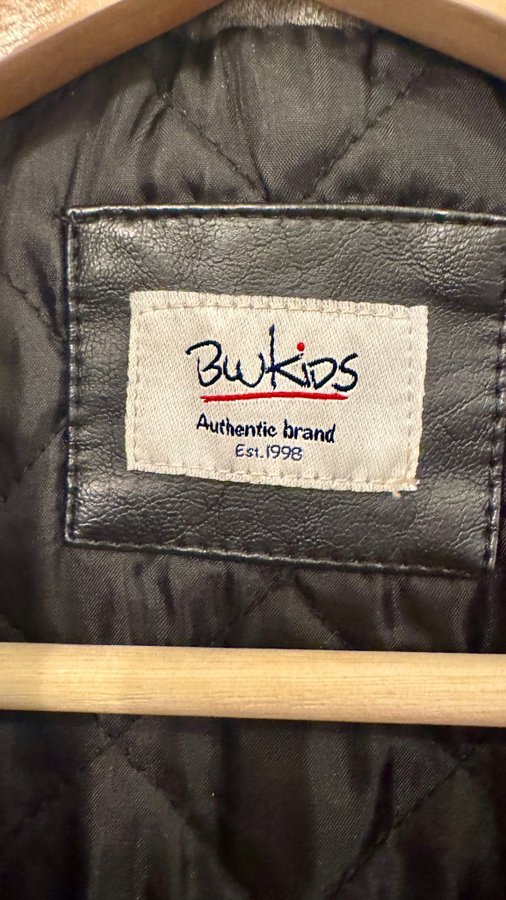 BWKiDS
Authentic brand
Est.1998